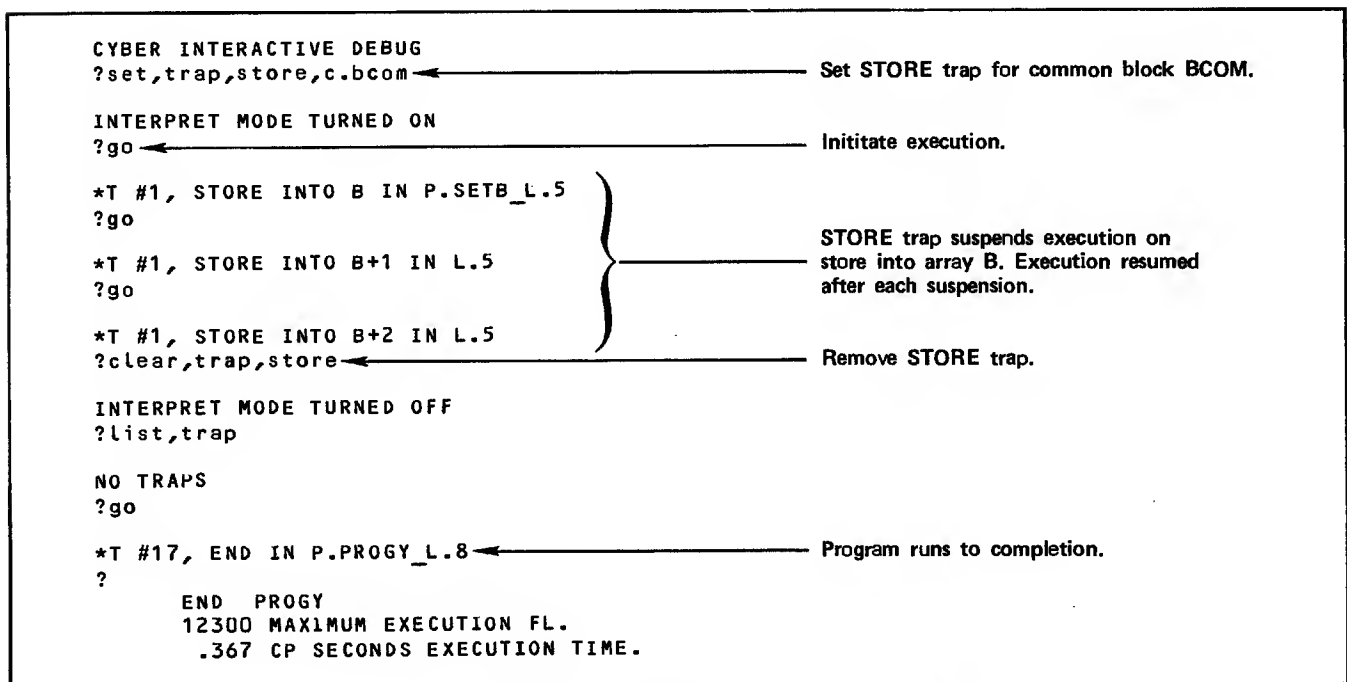 CYBER INTERACTIVE DEBUG
?set,trap,store,c.bcom
Set STORE trap for common block BCOM.
INTERPRET MODE TURNED ON
?go
Inititate execution.
*T #1, STORE INTO B IN P.SETB_L.5
?go
*T #1, STORE INTO B+1 IN L.5
?go
*T #1, STORE INTO B+2 IN L.5
STORE trap suspends execution on
store into array B. Execution resumed
after each suspension.
?clear,trap,store
Remove STORE trap.
INTERPRET MODE TURNED OFF
?list,trap
NO TRAPS
?go
*T #17, END IN P.PROGY_L.8
Program runs to completion.
?
END PROGY
12300 MAXIMUM EXECUTION FL.
.367 CP SECONDS EXECUTION TIME.